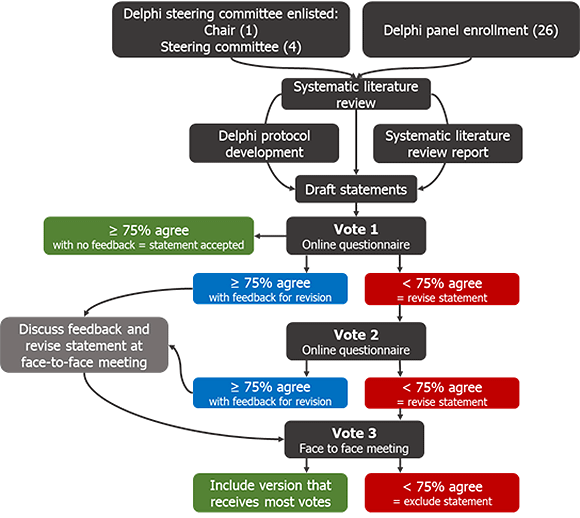 Delphi steering committee enlisted:
Chair (1)
Steering committee (4)
Delphi panel enrollment (26)
Systematic literature
review
Delphi protocol
development
Systematic literature
review report
Draft statements
≥ 75% agree
with no feedback = statement accepted
Vote 1
Online questionnaire
≥ 75% agree
with feedback for revision
< 75% agree
= revise statement
Discuss feedback and
revise statement at
face-to-face meeting
Vote 2
Online questionnaire
≥ 75% agree
with feedback for revision
< 75% agree
= revise statement
Vote 3
Face to face meeting
Include version that
receives most votes
< 75% agree
= exclude statement